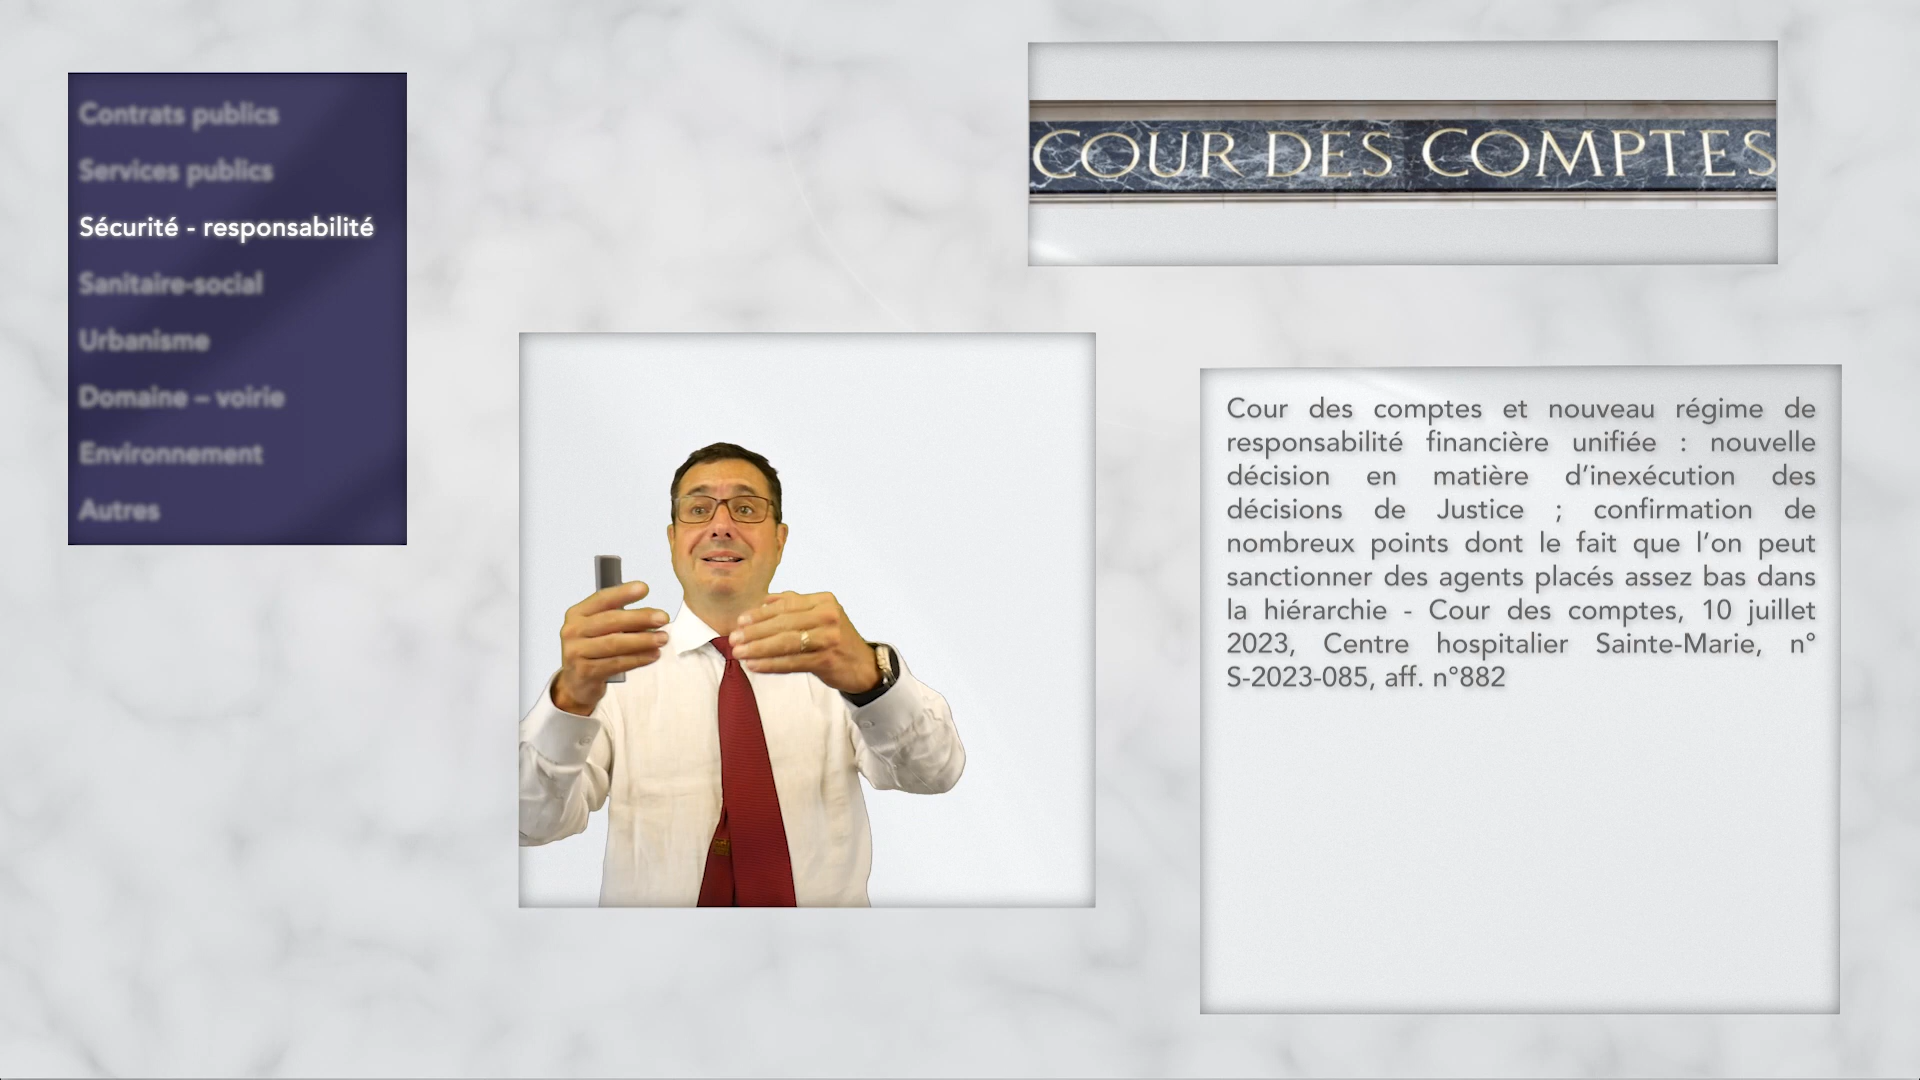 Contrats publics
Services publics
Sécurité - responsabilité
Sanitaire-social
Urbanisme
Domaine – voirie
Environnement
Autres
COUR DES COMPTES
Cour des comptes et nouveau régime de
responsabilité financière unifiée : nouvelle
décision en matière d’inexécution des
décisions de Justice ; confirmation de
nombreux points dont le fait que l’on peut
sanctionner des agents placés assez bas dans
la hiérarchie - Cour des comptes, 10 juillet
2023, Centre hospitalier Sainte-Marie, n°
S-2023-085, aff. n°882